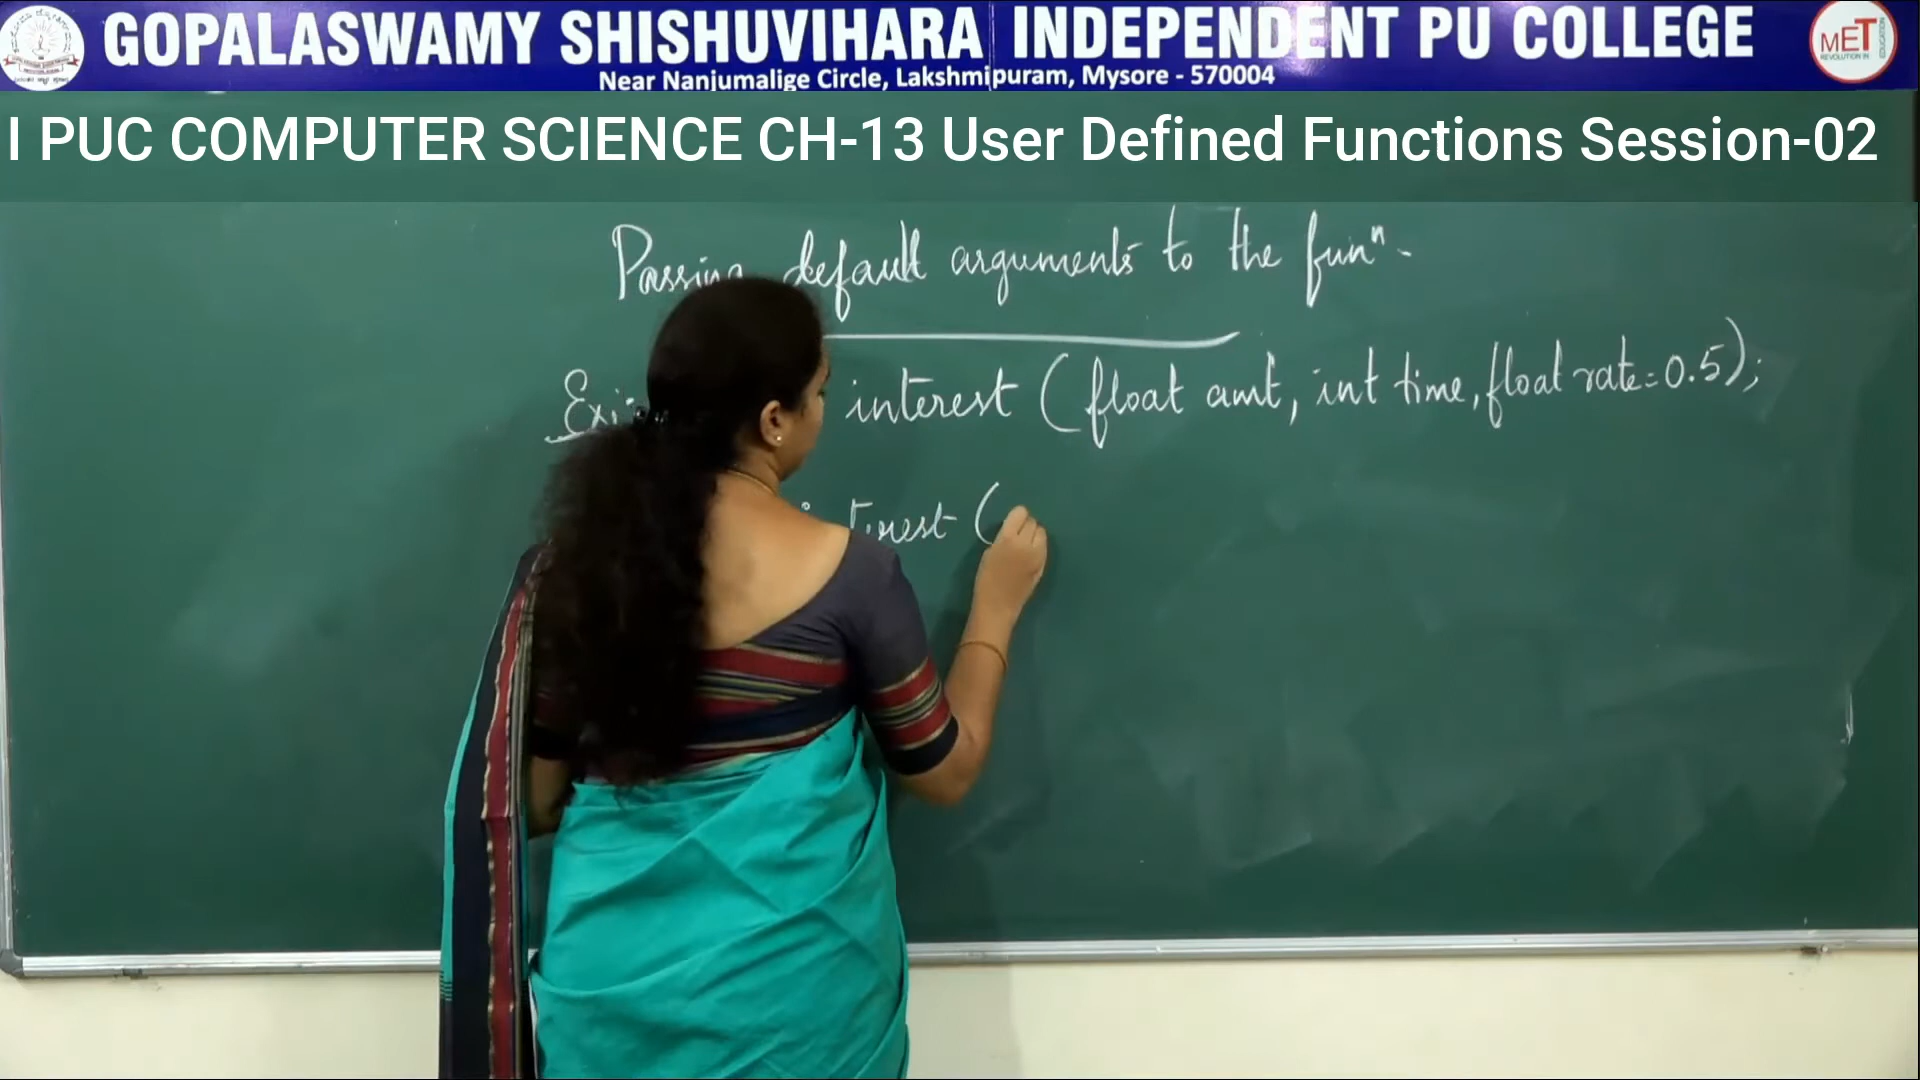 GOPALASWAMY SHISHUVIHARA INDEPENDENT PU COLLEGE
Near Nanjumalige Circle, Lakshmipuram, Mysore - 570004
MET
I PUC COMPUTER SCIENCE CH-13 User Defined Functions Session-02
default arguments to the funⁿ-
interest (float amt, int time, float rate=0.5);
(